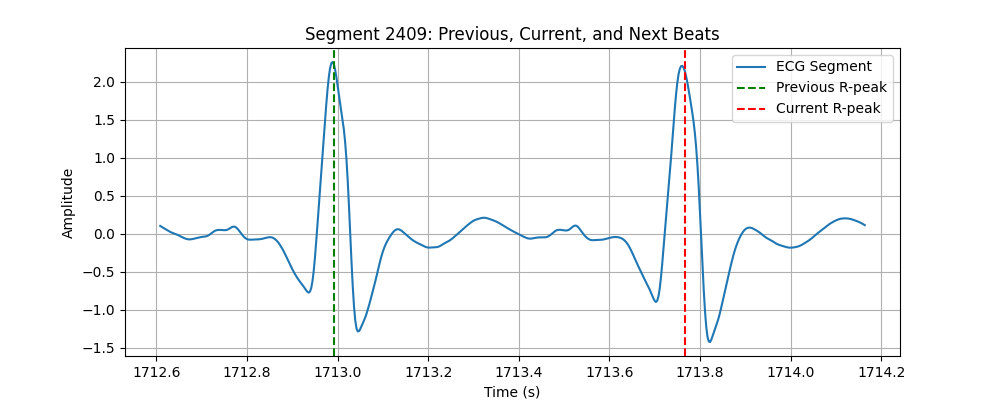 Segment 2409: Previous, Current, and Next Beats
ECG Segment
Previous R-peak
Current R-peak
Amplitude
2.0
1.5
1.0
0.5
0.0
−0.5
−1.0
−1.5
1712.6 1712.8 1713.0 1713.2 1713.4 1713.6 1713.8 1714.0 1714.2
Time (s)